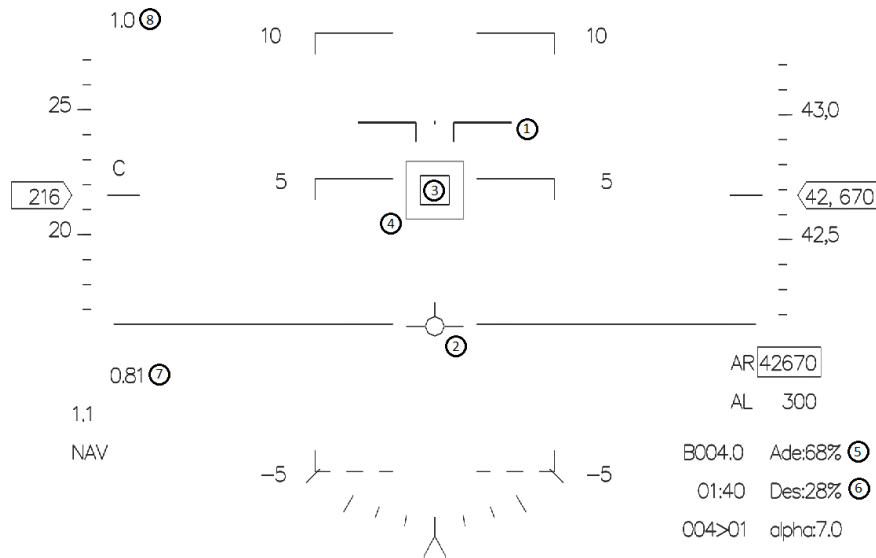 1.0 8
10 10
25 43,0
1
C
5 3 5
216 42, 670
4
20 42,5
2
0.81 7 AR 42670
1.1 AL 300
NAV B004.0 Ade:68% 5
-5 -5
01:40 Des:28% 6
004>01 alpha:7.0